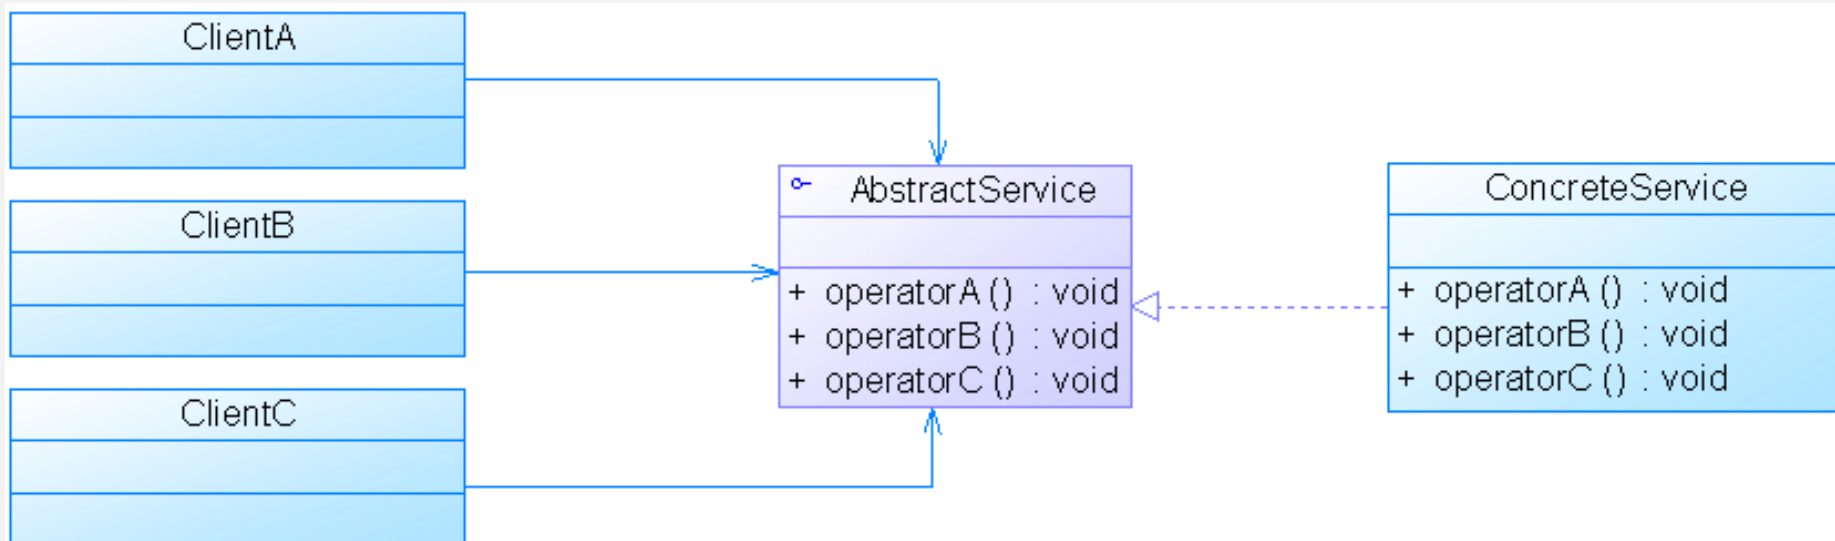 ClientA
ClientB
ClientC
AbstractService
+ operatorA () : void
+ operatorB () : void
+ operatorC () : void
ConcreteService
+ operatorA () : void
+ operatorB () : void
+ operatorC () : void